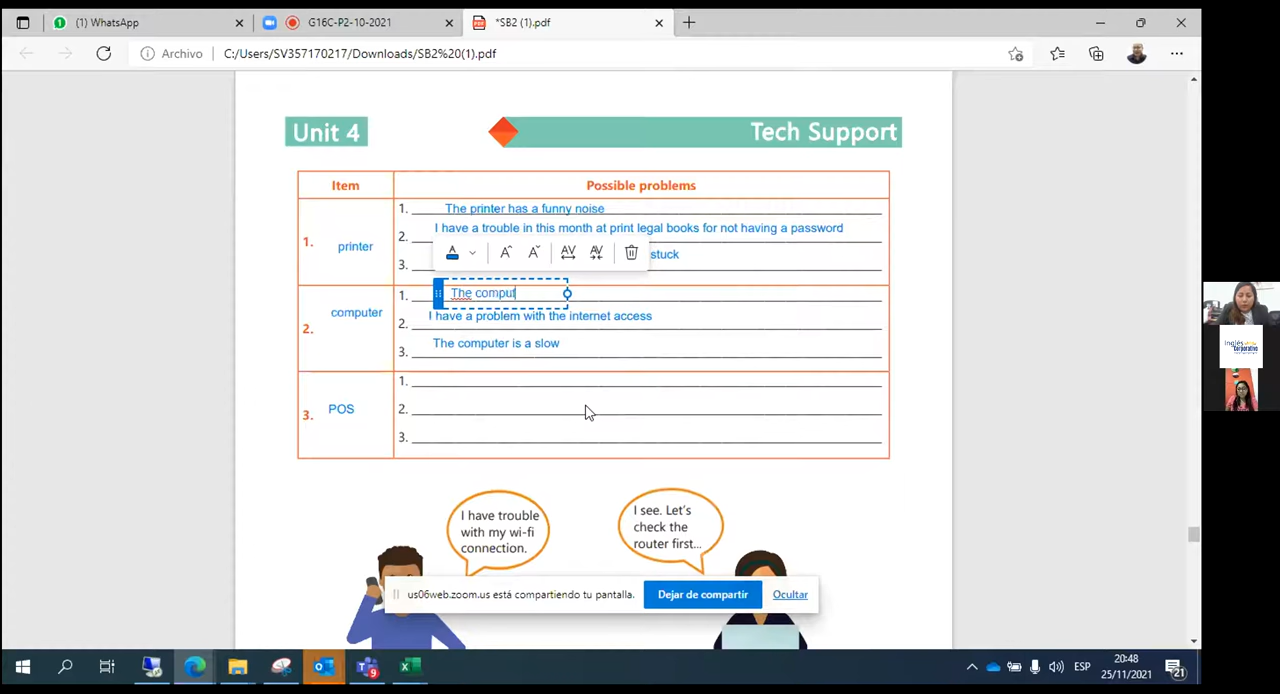 (1) WhatsApp
G16C-P2-10-2021
*SB2 (1).pdf
Archivo
C:/Users/SV357170217/Downloads/SB2%20(1).pdf
Unit 4
Tech Support
Item
Possible problems
1.
printer
1. The printer has a funny noise
2. I have a trouble in this month at print legal books for not having a password
3. stuck
2.
computer
1. The comput
2. I have a problem with the internet access
3. The computer is a slow
3.
POS
1.
2.
3.
I have trouble
with my wi-fi
connection.
I see. Let's
check the
router first...
us06web.zoom.us está compartiendo tu pantalla.
Dejar de compartir
Ocultar
Inglés
Corporativo
ESP
20:48
25/11/2021
21
9